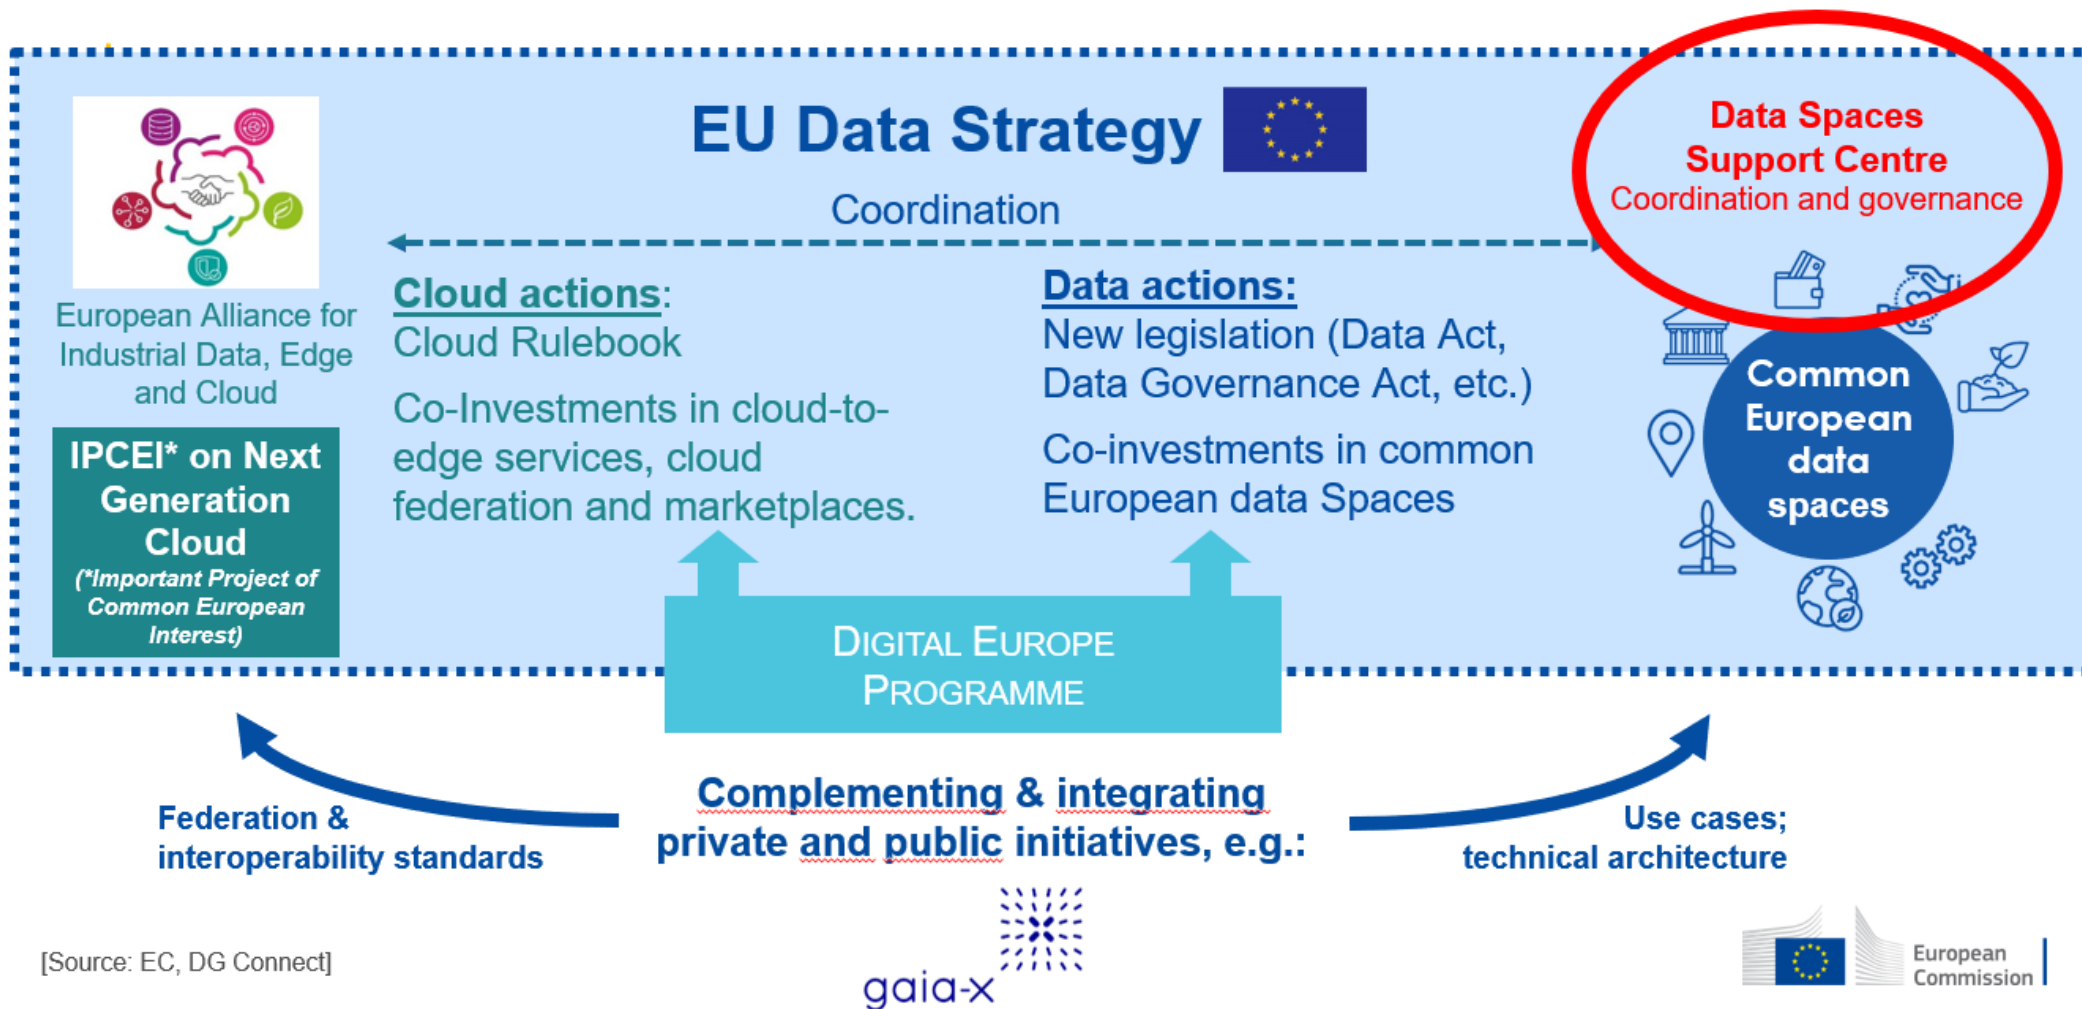 EU Data Strategy
Coordination
European Alliance for
Industrial Data, Edge
and Cloud
IPCEI* on Next
Generation
Cloud
(*Important Project of
Common European
Interest)
Cloud actions:
Cloud Rulebook
Co-Investments in cloud-to-
edge services, cloud
federation and marketplaces.
Data actions:
New legislation (Data Act,
Data Governance Act, etc.)
Co-investments in common
European data Spaces
Data Spaces
Support Centre
Coordination and governance
Common
European
data
spaces
DIGITAL EUROPE
PROGRAMME
Federation &
interoperability standards
Complementing & integrating
private and public initiatives, e.g.:
Use cases;
technical architecture
gaia-x
[Source: EC, DG Connect]
European
Commission